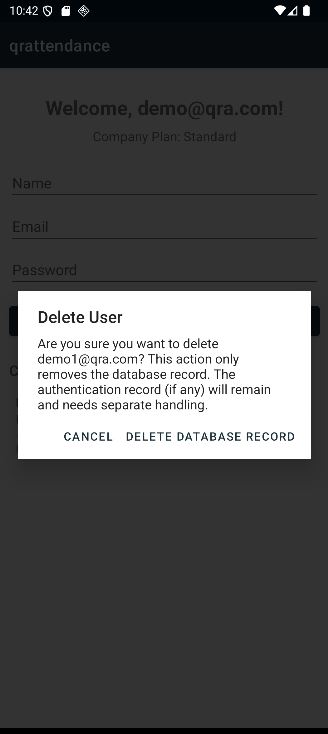 10:42
qrattendance
Welcome, demo@qra.com!
Company Plan: Standard
Name
Email
Password
Delete User
Are you sure you want to delete
demo1@qra.com? This action only
removes the database record. The
authentication record (if any) will remain
and needs separate handling.
CANCEL DELETE DATABASE RECORD